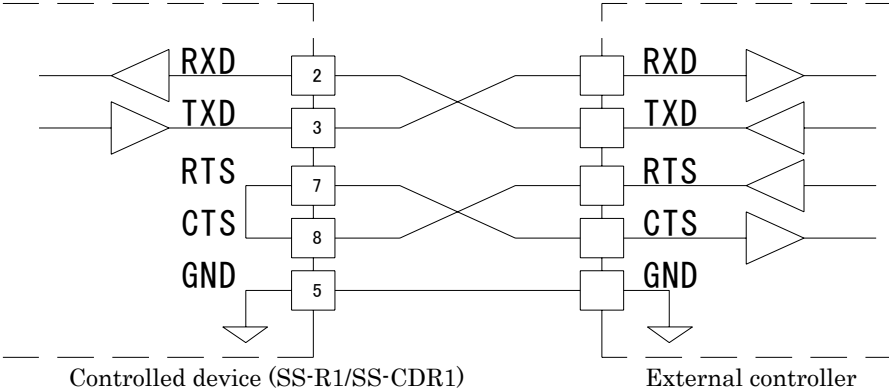 RXD 2 RXD
TXD 3 TXD
RTS 7 RTS
CTS 8 CTS
GND 5 GND
Controlled device (SS-R1/SS-CDR1) External controller